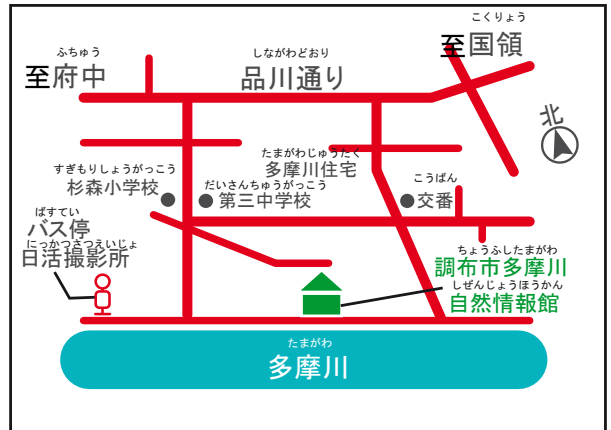 こくりょう
至国領
ふちゅう
至府中
しながわどおり
品川通り
北
たまがわじゅうたく
多摩川住宅
すぎもりしょうがっこう
杉森小学校
だいさんちゅうがっこう
第三中学校
こうばん
交番
ばすてい
バス停
にっかつさつえいじょ
日活撮影所
ちょうふしたまがわ
調布市多摩川
しぜんじょうほうかん
自然情報館
たまがわ
多摩川